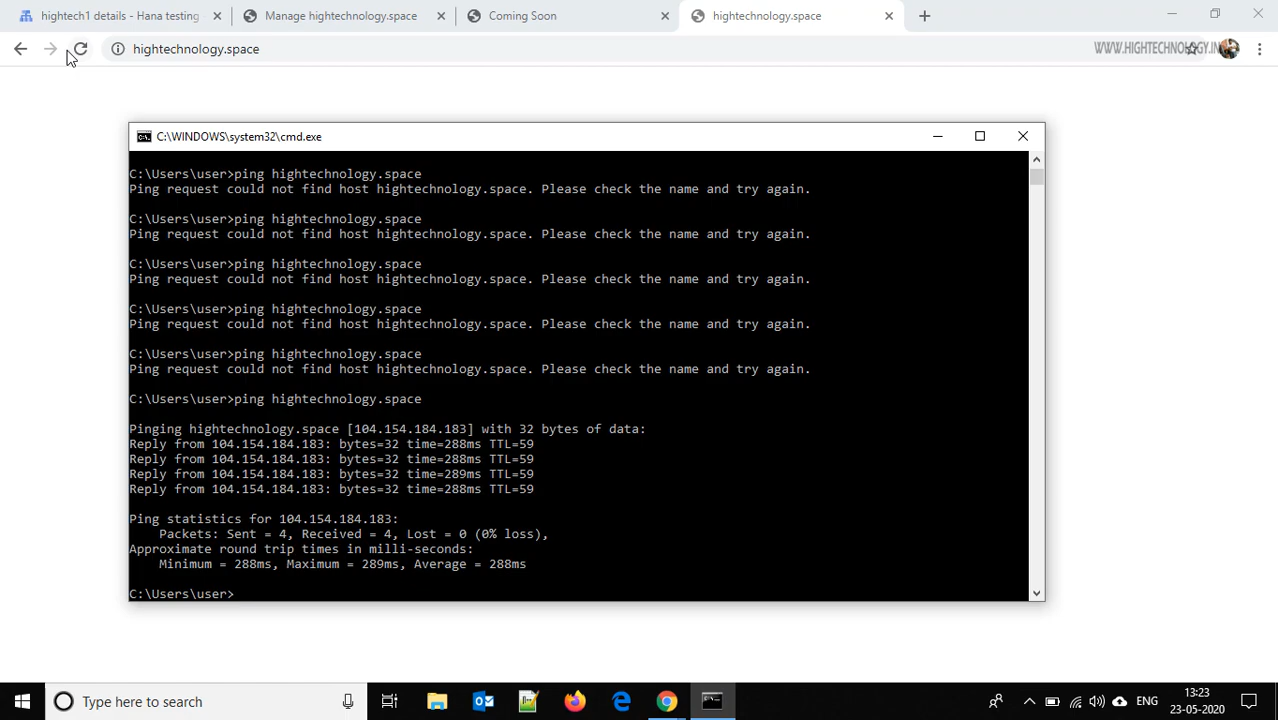 hightech1 details - Hana testing
Manage hightechnology.space
Coming Soon
hightechnology.space
hightechnology.space
WWW.HIGHTECHNOLOGY.IN
C:\WINDOWS\system32\cmd.exe
C:\Users\user>ping hightechnology.space
Ping request could not find host hightechnology.space. Please check the name and try again.
C:\Users\user>ping hightechnology.space
Ping request could not find host hightechnology.space. Please check the name and try again.
C:\Users\user>ping hightechnology.space
Ping request could not find host hightechnology.space. Please check the name and try again.
C:\Users\user>ping hightechnology.space
Ping request could not find host hightechnology.space. Please check the name and try again.
C:\Users\user>ping hightechnology.space
Ping request could not find host hightechnology.space. Please check the name and try again.
C:\Users\user>ping hightechnology.space
Pinging hightechnology.space [104.154.184.183] with 32 bytes of data:
Reply from 104.154.184.183: bytes=32 time=288ms TTL=59
Reply from 104.154.184.183: bytes=32 time=288ms TTL=59
Reply from 104.154.184.183: bytes=32 time=289ms TTL=59
Reply from 104.154.184.183: bytes=32 time=288ms TTL=59
Ping statistics for 104.154.184.183:
Packets: Sent = 4, Received = 4, Lost = 0 (0% loss),
Approximate round trip times in milli-seconds:
Minimum = 288ms, Maximum = 289ms, Average = 288ms
C:\Users\user>
Type here to search
ENG
13:23
23-05-2020